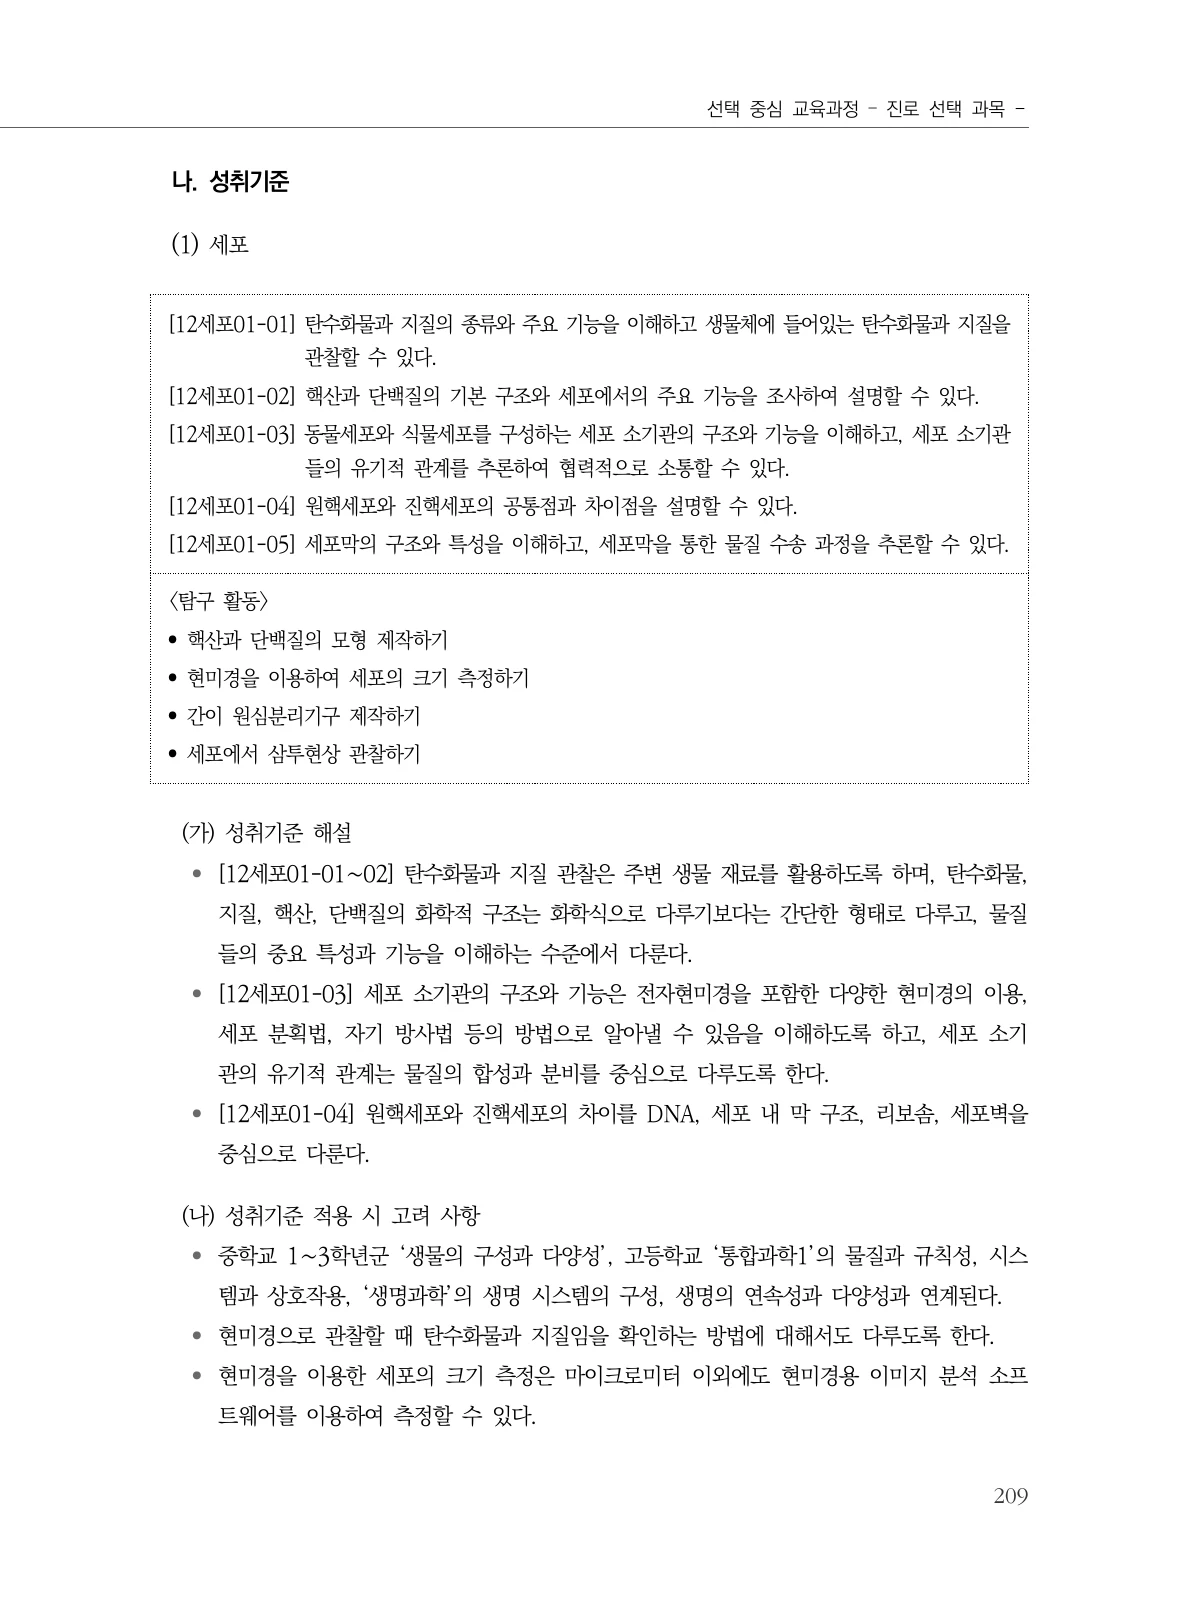 선택 중심 교육과정 - 진로 선택 과목 -
나. 성취기준
(1) 세포
[12세포01-01] 탄수화물과 지질의 종류와 주요 기능을 이해하고 생물체에 들어있는 탄수화물과 지질을
관찰할 수 있다.
[12세포01-02] 핵산과 단백질의 기본 구조와 세포에서의 주요 기능을 조사하여 설명할 수 있다.
[12세포01-03] 동물세포와 식물세포를 구성하는 세포 소기관의 구조와 기능을 이해하고, 세포 소기관
들의 유기적 관계를 추론하여 협력적으로 소통할 수 있다.
[12세포01-04] 원핵세포와 진핵세포의 공통점과 차이점을 설명할 수 있다.
[12세포01-05] 세포막의 구조와 특성을 이해하고, 세포막을 통한 물질 수송 과정을 추론할 수 있다.
〈탐구 활동〉
• 핵산과 단백질의 모형 제작하기
• 현미경을 이용하여 세포의 크기 측정하기
• 간이 원심분리기구 제작하기
• 세포에서 삼투현상 관찰하기
(가) 성취기준 해설
• [12세포01-01~02] 탄수화물과 지질 관찰은 주변 생물 재료를 활용하도록 하며, 탄수화물,
지질, 핵산, 단백질의 화학적 구조는 화학식으로 다루기보다는 간단한 형태로 다루고, 물질
들의 중요 특성과 기능을 이해하는 수준에서 다룬다.
• [12세포01-03] 세포 소기관의 구조와 기능은 전자현미경을 포함한 다양한 현미경의 이용,
세포 분획법, 자기 방사법 등의 방법으로 알아낼 수 있음을 이해하도록 하고, 세포 소기
관의 유기적 관계는 물질의 합성과 분비를 중심으로 다루도록 한다.
• [12세포01-04] 원핵세포와 진핵세포의 차이를 DNA, 세포 내 막 구조, 리보솜, 세포벽을
중심으로 다룬다.
(나) 성취기준 적용 시 고려 사항
• 중학교 1~3학년군 ‘생물의 구성과 다양성’, 고등학교 ‘통합과학1’의 물질과 규칙성, 시스
템과 상호작용, ‘생명과학’의 생명 시스템의 구성, 생명의 연속성과 다양성과 연계된다.
• 현미경으로 관찰할 때 탄수화물과 지질임을 확인하는 방법에 대해서도 다루도록 한다.
• 현미경을 이용한 세포의 크기 측정은 마이크로미터 이외에도 현미경용 이미지 분석 소프
트웨어를 이용하여 측정할 수 있다.
209